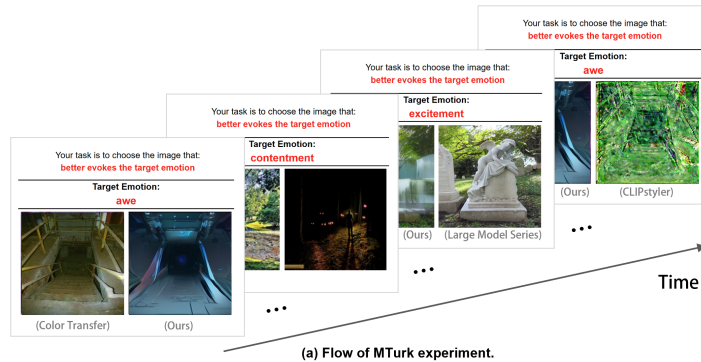 Your task is to choose the image that:
better evokes the target emotion
Target Emotion:
awe
(Ours)
(CLIPstyler)
Your task is to choose the image that:
better evokes the target emotion
Target Emotion:
excitement
(Ours)
(Large Model Series)
Your task is to choose the image that:
better evokes the target emotion
Target Emotion:
contentment
Your task is to choose the image that:
better evokes the target emotion
Target Emotion:
awe
(Color Transfer)
(Ours)
...
...
...
Time
(a) Flow of MTurk experiment.